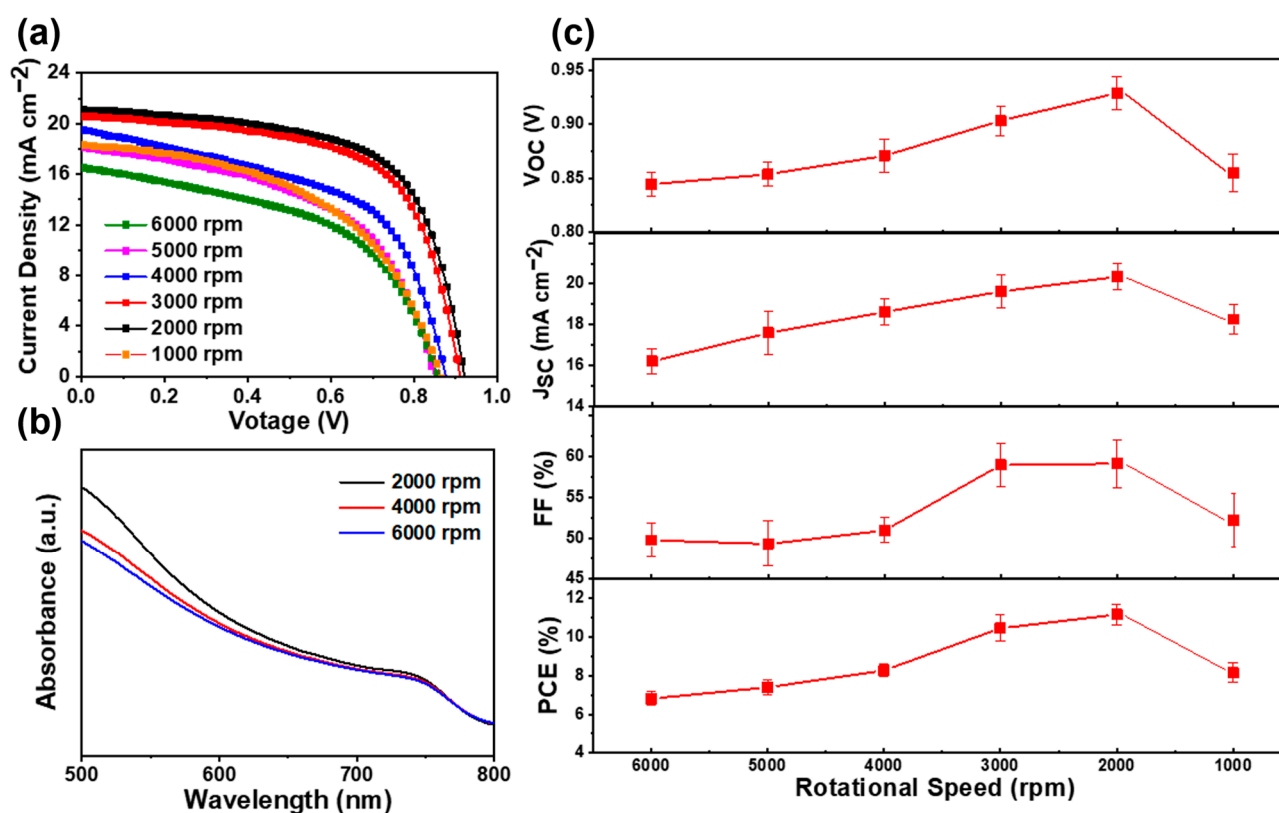 (a)
Current Density (mA cm⁻²)
24
20
16
12
8
4
0
6000 rpm
5000 rpm
4000 rpm
3000 rpm
2000 rpm
1000 rpm
0.0 0.2 0.4 0.6 0.8 1.0
Votage (V)
(b)
Absorbance (a.u.)
2000 rpm
4000 rpm
6000 rpm
500 600 700 800
Wavelength (nm)
(c)
VOC (V)
0.95
0.90
0.85
0.80
JSC (mA cm⁻²)
20
18
16
14
FF (%)
60
55
50
45
PCE (%)
12
10
8
6
4
6000 5000 4000 3000 2000 1000
Rotational Speed (rpm)